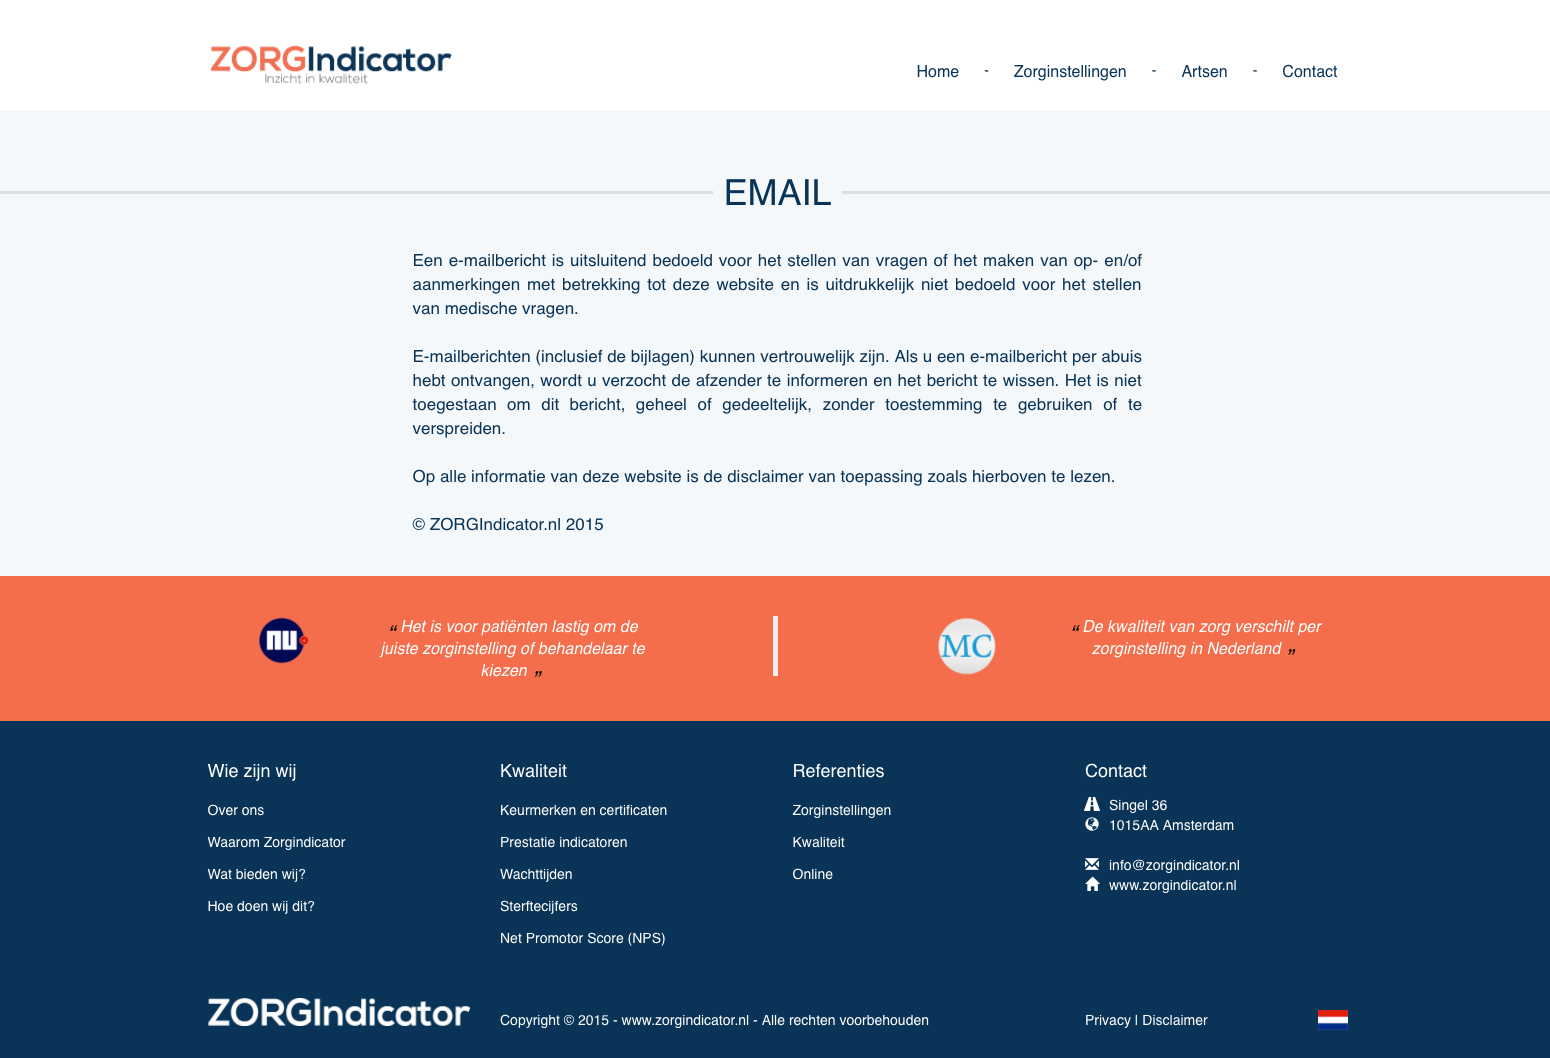 ZORGIndicator
Inzicht in kwaliteit
Home - Zorginstellingen - Artsen - Contact
EMAIL
Een e-mailbericht is uitsluitend bedoeld voor het stellen van vragen of het maken van op- en/of
aanmerkingen met betrekking tot deze website en is uitdrukkelijk niet bedoeld voor het stellen
van medische vragen.
E-mailberichten (inclusief de bijlagen) kunnen vertrouwelijk zijn. Als u een e-mailbericht per abuis
hebt ontvangen, wordt u verzocht de afzender te informeren en het bericht te wissen. Het is niet
toegestaan om dit bericht, geheel of gedeeltelijk, zonder toestemming te gebruiken of te
verspreiden.
Op alle informatie van deze website is de disclaimer van toepassing zoals hierboven te lezen.
© ZORGIndicator.nl 2015
nu
“ Het is voor patiënten lastig om de
juiste zorginstelling of behandelaar te
kiezen ”
MC
“ De kwaliteit van zorg verschilt per
zorginstelling in Nederland ”
Wie zijn wij
Over ons
Waarom Zorgindicator
Wat bieden wij?
Hoe doen wij dit?
Kwaliteit
Keurmerken en certificaten
Prestatie indicatoren
Wachttijden
Sterftecijfers
Net Promotor Score (NPS)
Referenties
Zorginstellingen
Kwaliteit
Online
Contact
Singel 36
1015AA Amsterdam
info@zorgindicator.nl
www.zorgindicator.nl
ZORGIndicator
Copyright © 2015 - www.zorgindicator.nl - Alle rechten voorbehouden
Privacy | Disclaimer